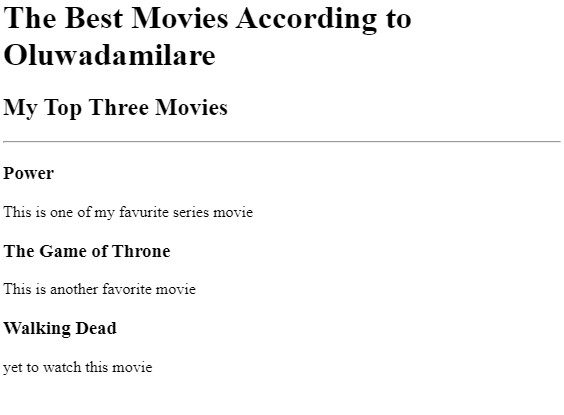 The Best Movies According to
Oluwadamilare
My Top Three Movies
Power
This is one of my favurite series movie
The Game of Throne
This is another favorite movie
Walking Dead
yet to watch this movie